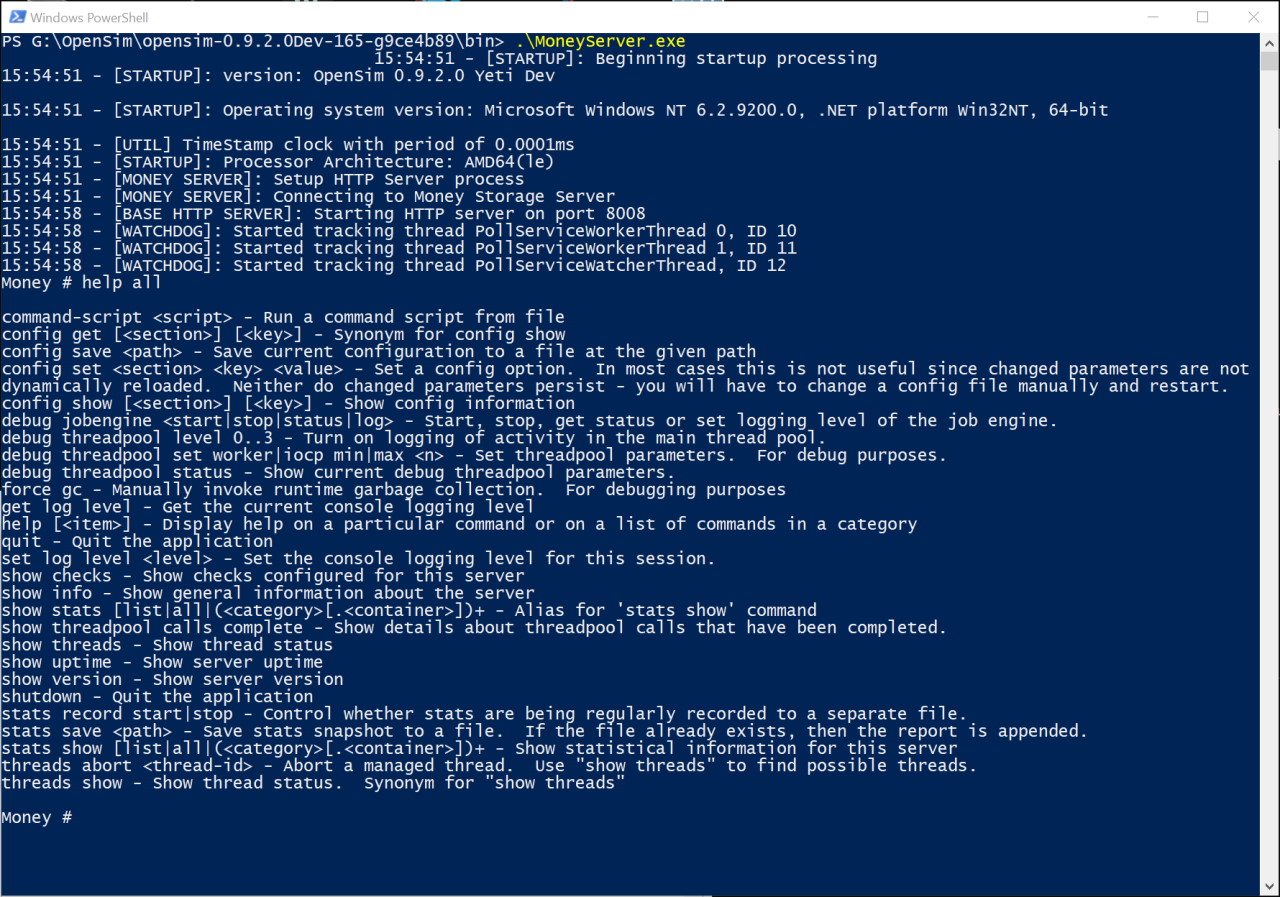 Windows PowerShell
PS G:\OpenSim\opensim-0.9.2.0Dev-165-g9ce4b89\bin> .\MoneyServer.exe
15:54:51 - [STARTUP]: Beginning startup processing
15:54:51 - [STARTUP]: version: OpenSim 0.9.2.0 Yeti Dev
15:54:51 - [STARTUP]: Operating system version: Microsoft Windows NT 6.2.9200.0, .NET platform Win32NT, 64-bit
15:54:51 - [UTIL] TimeStamp clock with period of 0.0001ms
15:54:51 - [STARTUP]: Processor Architecture: AMD64(le)
15:54:51 - [MONEY SERVER]: Setup HTTP Server process
15:54:51 - [MONEY SERVER]: Connecting to Money Storage Server
15:54:58 - [BASE HTTP SERVER]: Starting HTTP server on port 8008
15:54:58 - [WATCHDOG]: Started tracking thread PollServiceWorkerThread 0, ID 10
15:54:58 - [WATCHDOG]: Started tracking thread PollServiceWorkerThread 1, ID 11
15:54:58 - [WATCHDOG]: Started tracking thread PollServiceWatcherThread, ID 12
Money # help all
command-script <script> - Run a command script from file
config get [<section>] [<key>] - Synonym for config show
config save <path> - Save current configuration to a file at the given path
config set <section> <key> <value> - Set a config option.  In most cases this is not useful since changed parameters are not
dynamically reloaded.  Neither do changed parameters persist - you will have to change a config file manually and restart.
config show [<section>] [<key>] - Show config information
debug jobengine <start|stop|status|log> - Start, stop, get status or set logging level of the job engine.
debug threadpool level 0..3 - Turn on logging of activity in the main thread pool.
debug threadpool set worker|iocp min|max <n> - Set threadpool parameters.  For debug purposes.
debug threadpool status - Show current debug threadpool parameters.
force gc - Manually invoke runtime garbage collection.  For debugging purposes
get log level - Get the current console logging level
help [<item>] - Display help on a particular command or on a list of commands in a category
quit - Quit the application
set log level <level> - Set the console logging level for this session.
show checks - Show checks configured for this server
show info - Show general information about the server
show stats [list|all|(<category>[.<container>])+ - Alias for 'stats show' command
show threadpool calls complete - Show details about threadpool calls that have been completed.
show threads - Show thread status
show uptime - Show server uptime
show version - Show server version
shutdown - Quit the application
stats record start|stop - Control whether stats are being regularly recorded to a separate file.
stats save <path> - Save stats snapshot to a file.  If the file already exists, then the report is appended.
stats show [list|all|(<category>[.<container>])+ - Show statistical information for this server
threads abort <thread-id> - Abort a managed thread.  Use "show threads" to find possible threads.
threads show - Show thread status.  Synonym for "show threads"
Money #